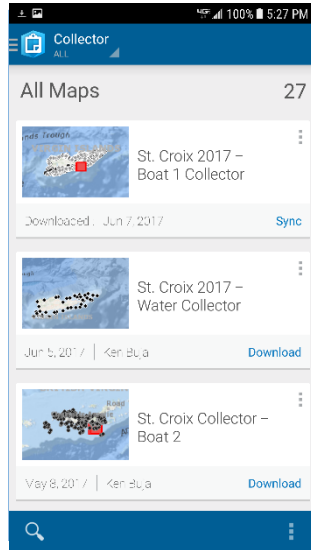 100% 5:27 PM
Collector
ALL
All Maps 27
St. Croix 2017 –
Boat 1 Collector
Downloaded: Jun 7, 2017 Sync
St. Croix 2017 –
Water Collector
Jun 5, 2017 | Ken Buja Download
St. Croix Collector –
Boat 2
May 8, 2017 | Ken Buja Download